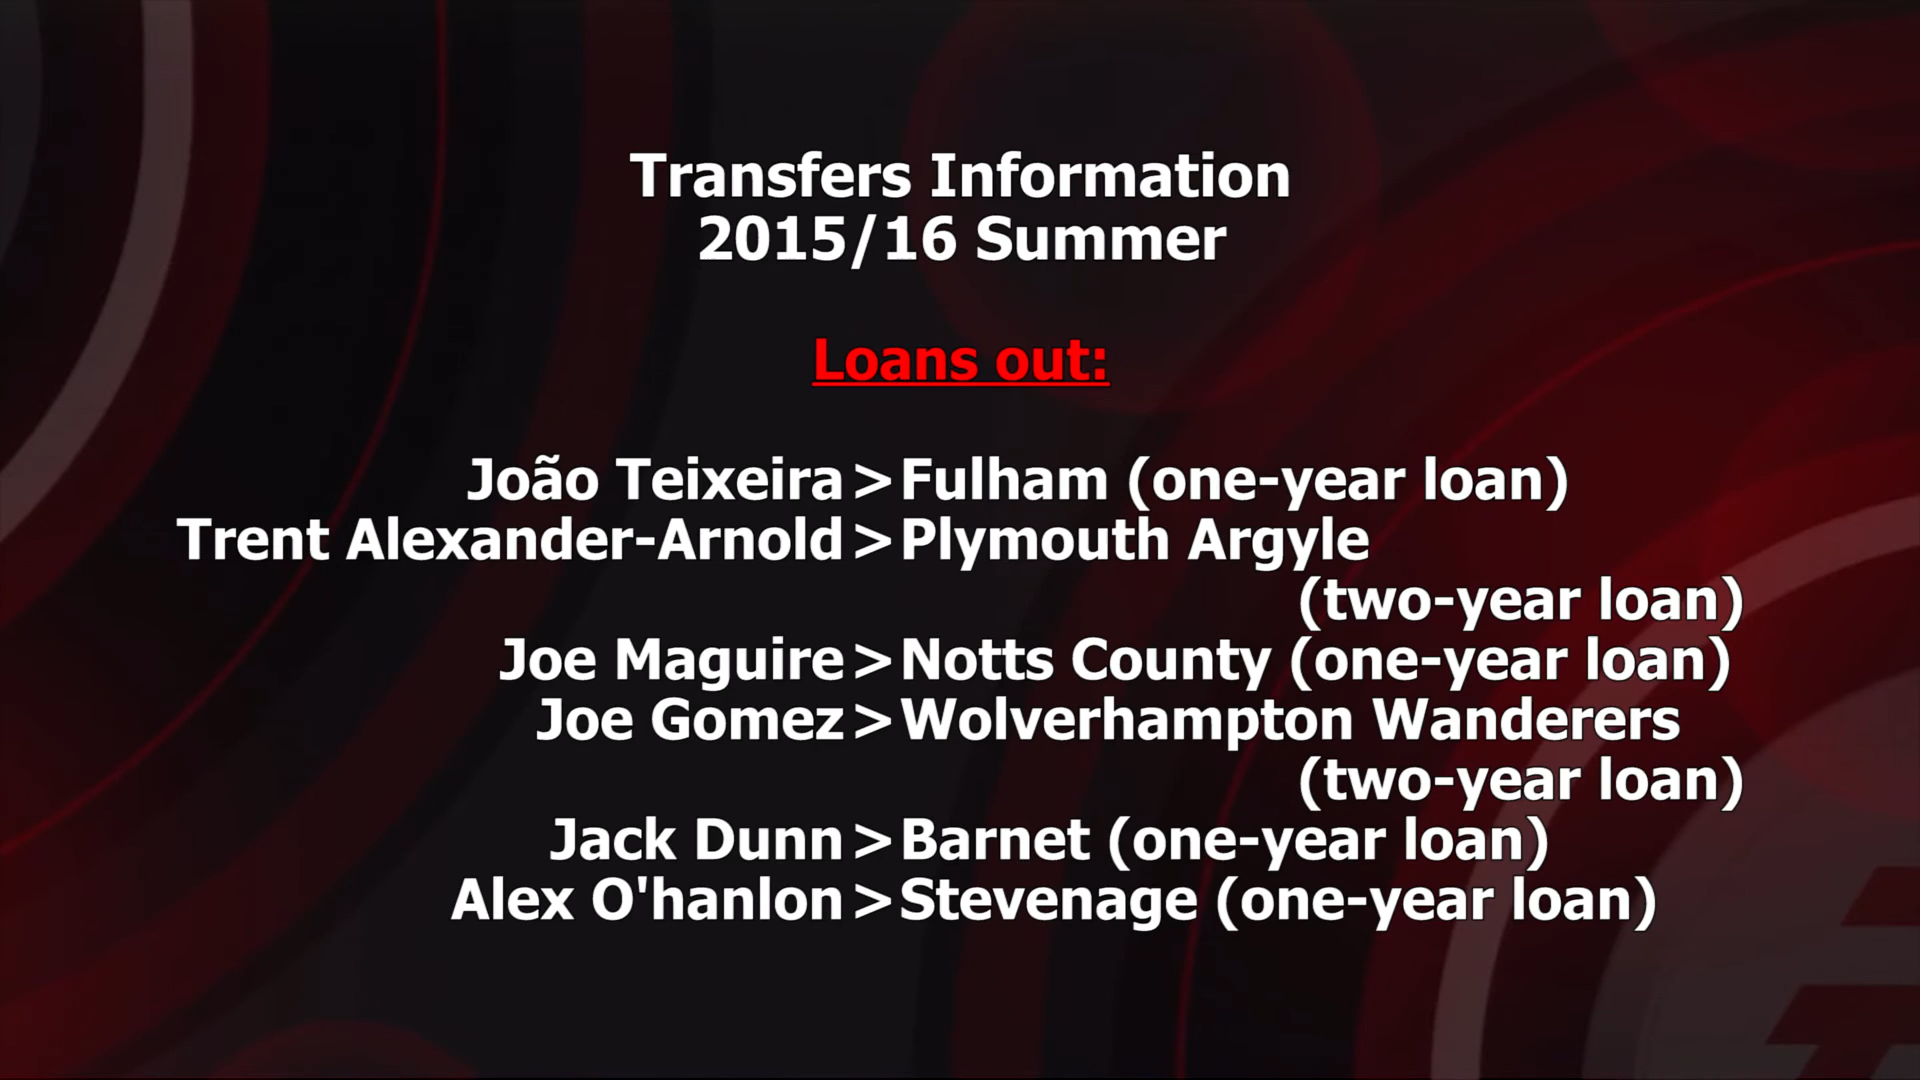 Transfers Information
2015/16 Summer
Loans out:
João Teixeira > Fulham (one-year loan)
Trent Alexander-Arnold > Plymouth Argyle
(two-year loan)
Joe Maguire > Notts County (one-year loan)
Joe Gomez > Wolverhampton Wanderers
(two-year loan)
Jack Dunn > Barnet (one-year loan)
Alex O'hanlon > Stevenage (one-year loan)